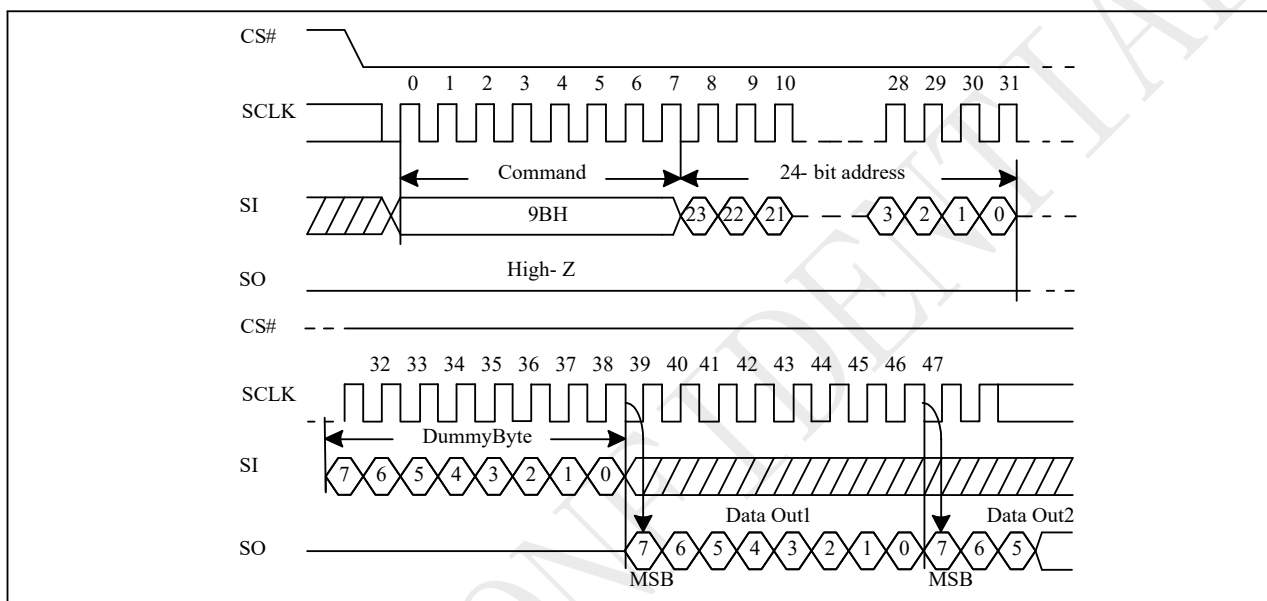 CS#
0 1 2 3 4 5 6 7 8 9 10 28 29 30 31
SCLK
Command 24- bit address
SI 9BH 23 22 21 3 2 1 0
SO High- Z
CS#
32 33 34 35 36 37 38 39 40 41 42 43 44 45 46 47
SCLK
DummyByte
SI 7 6 5 4 3 2 1 0
Data Out1 Data Out2
SO 7 6 5 4 3 2 1 0 7 6 5
MSB MSB
ONFIDENTIA